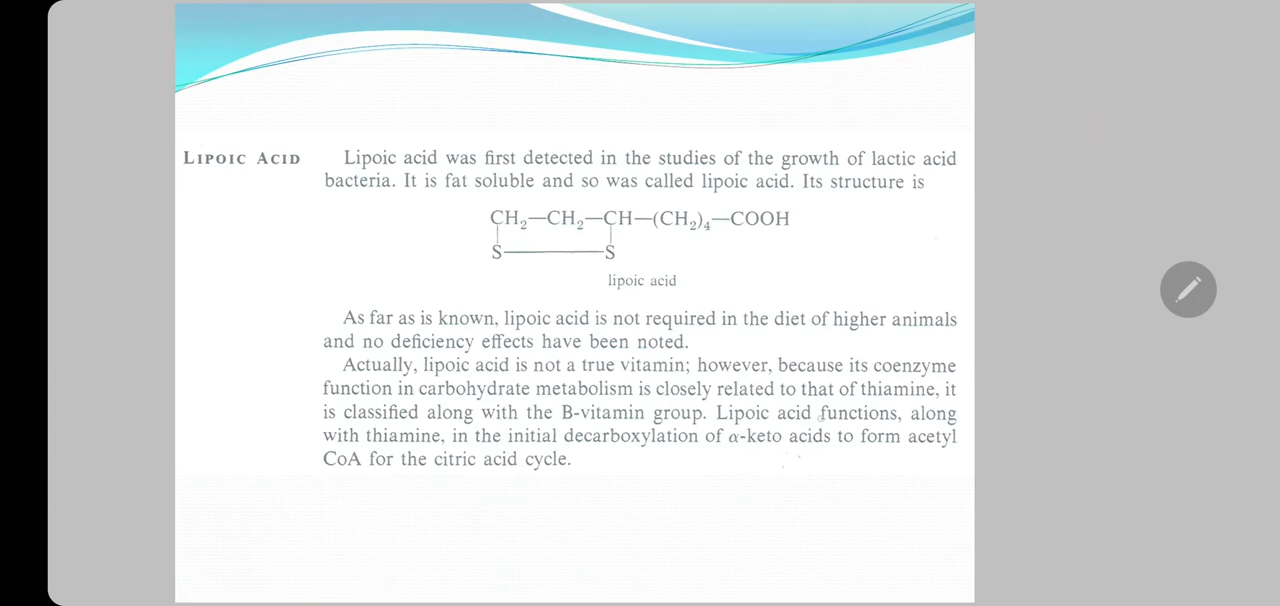 LIPOIC ACID
Lipoic acid was first detected in the studies of the growth of lactic acid
bacteria. It is fat soluble and so was called lipoic acid. Its structure is
CH₂—CH₂—CH—(CH₂)₄—COOH
S————S
lipoic acid
As far as is known, lipoic acid is not required in the diet of higher animals
and no deficiency effects have been noted.
Actually, lipoic acid is not a true vitamin; however, because its coenzyme
function in carbohydrate metabolism is closely related to that of thiamine, it
is classified along with the B-vitamin group. Lipoic acid functions, along
with thiamine, in the initial decarboxylation of α-keto acids to form acetyl
CoA for the citric acid cycle.